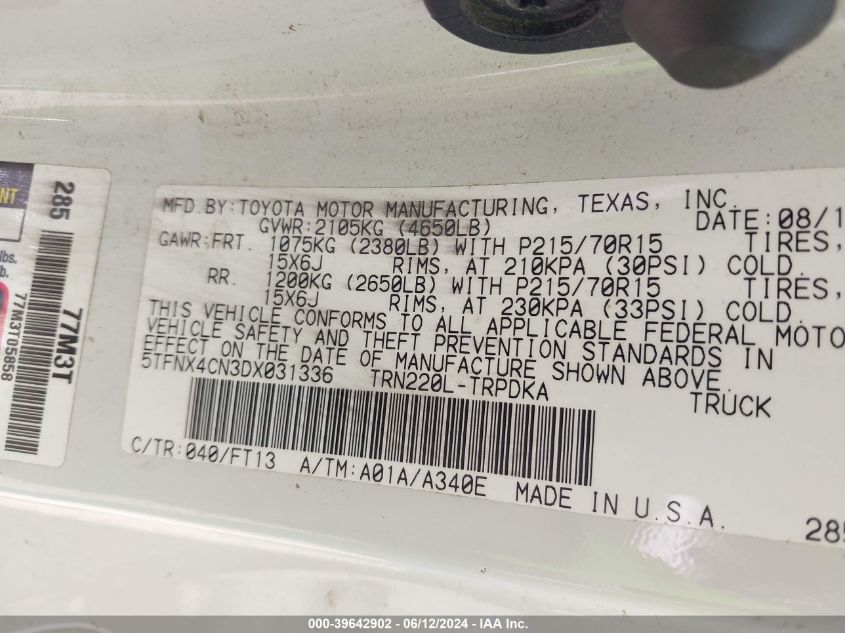 MFD.BY:TOYOTA MOTOR MANUFACTURING, TEXAS, INC.
GVWR:2105KG (4650LB) DATE:08/1
GAWR:FRT. 1075KG (2380LB) WITH P215/70R15 TIRES,
15X6J RIMS, AT 210KPA (30PSI) COLD.
RR. 1200KG (2650LB) WITH P215/70R15 TIRES,
15X6J RIMS, AT 230KPA (33PSI) COLD.
THIS VEHICLE CONFORMS TO ALL APPLICABLE FEDERAL MOTO
VEHICLE SAFETY AND THEFT PREVENTION STANDARDS IN
EFFECT ON THE DATE OF MANUFACTURE SHOWN ABOVE.
5TFNX4CN3DX031336 TRN220L-TRPDKA TRUCK
C/TR:040/FT13 A/TM:A01A/A340E MADE IN U.S.A.
285
NT
285
lbs.
lb.
77M3T
77M3705858
000-39642902 - 06/12/2024 - IAA Inc.